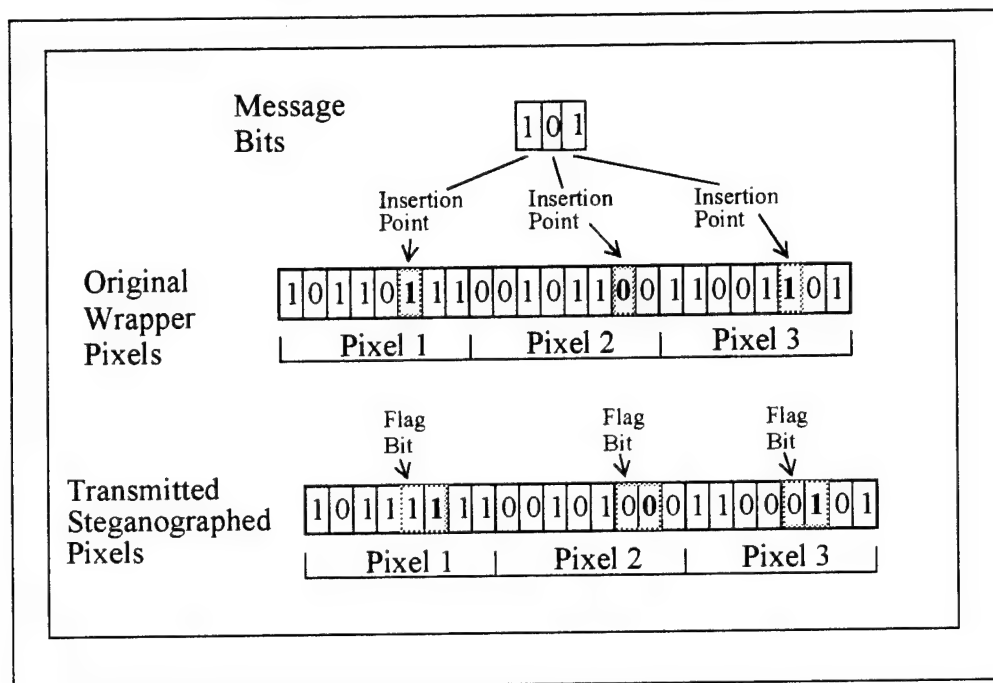 Message
Bits
1 0 1
Insertion
Point
Insertion
Point
Insertion
Point
Original
Wrapper
Pixels
1 0 1 1 0 1 1 1 0 0 1 0 1 1 0 0 1 1 0 0 1 1 0 1
Pixel 1 Pixel 2 Pixel 3
Flag
Bit
Flag
Bit
Flag
Bit
Transmitted
Steganographed
Pixels
1 0 1 1 1 1 1 1 0 0 1 0 1 0 0 0 1 1 0 0 0 1 0 1
Pixel 1 Pixel 2 Pixel 3